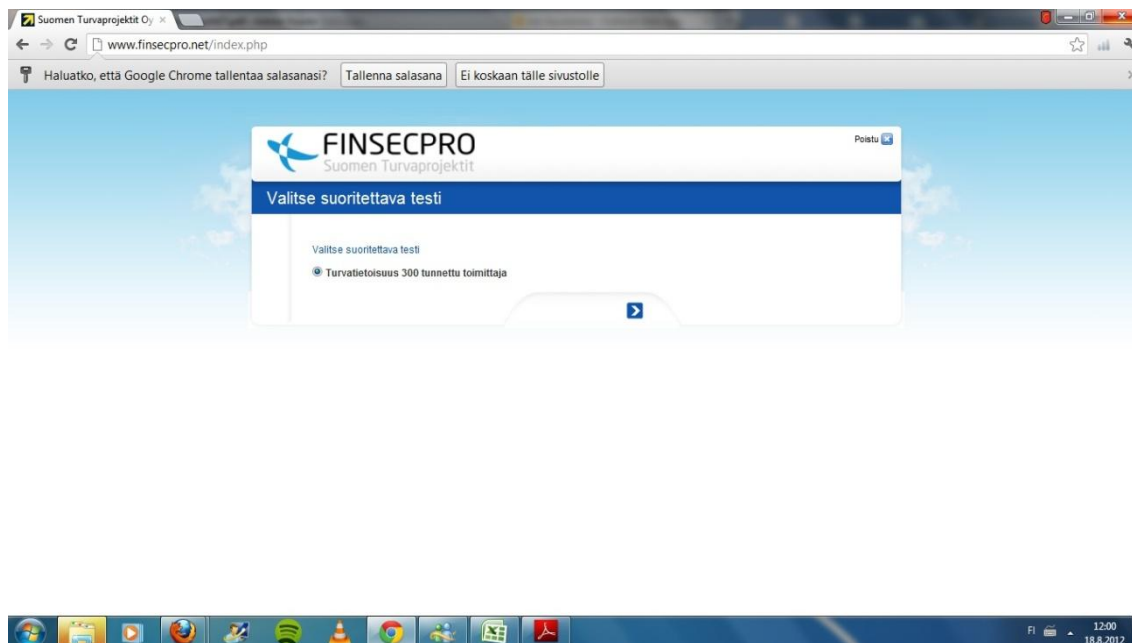 Suomen Turvaprojektit Oy
www.finsecpro.net/index.php
Haluatko, että Google Chrome tallentaa salasanasi? Tallenna salasana Ei koskaan tälle sivustolle
FINSECPRO
Suomen Turvaprojektit
Poistu
Valitse suoritettava testi
Valitse suoritettava testi
Turvatietoisuus 300 tunnettu toimittaja
FI
12:00
18.8.2012